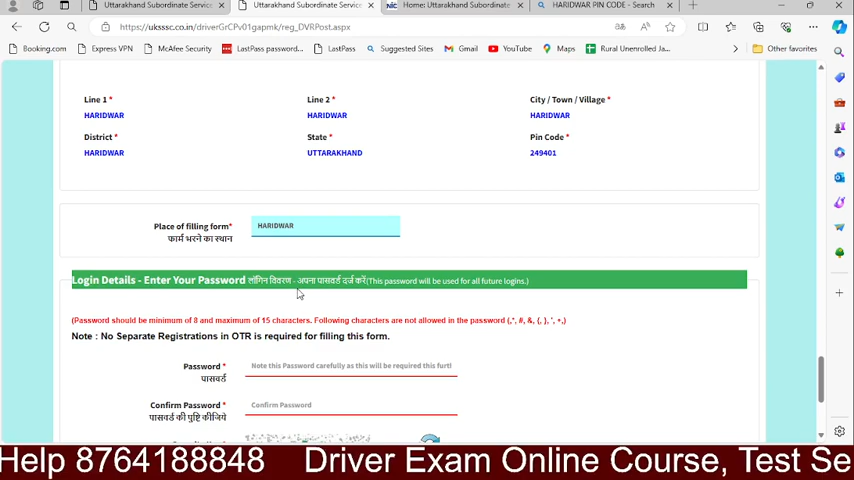 Uttarakhand Subordinate Service
Uttarakhand Subordinate Service
NIC
Home: Uttarakhand Subordinate
HARIDWAR PIN CODE - Search
https://uksssc.co.in/driverGrCPv01gapmk/reg_DVRPost.aspx
Booking.com
Express VPN
McAfee Security
LastPass password...
LastPass
Suggested Sites
Gmail
YouTube
Maps
Rural Unenrolled Ja...
Other favorites
Line 1 *
Line 2 *
City / Town / Village *
HARIDWAR
HARIDWAR
HARIDWAR
District *
State *
Pin Code *
HARIDWAR
UTTARAKHAND
249401
Place of filling form*
HARIDWAR
फार्म भरने का स्थान
Login Details - Enter Your Password लॉगिन विवरण - अपना पासवर्ड दर्ज करें(This password will be used for all future logins.)
(Password should be minimum of 8 and maximum of 15 characters. Following characters are not allowed in the password (,*, #, &, {, }, ', +,)
Note : No Separate Registrations in OTR is required for filling this form.
Password *
Note this Password carefully as this will be required this furtl
पासवर्ड
Confirm Password *
Confirm Password
पासवर्ड की पुष्टि कीजिये
Help 8764188848 Driver Exam Online Course, Test Se